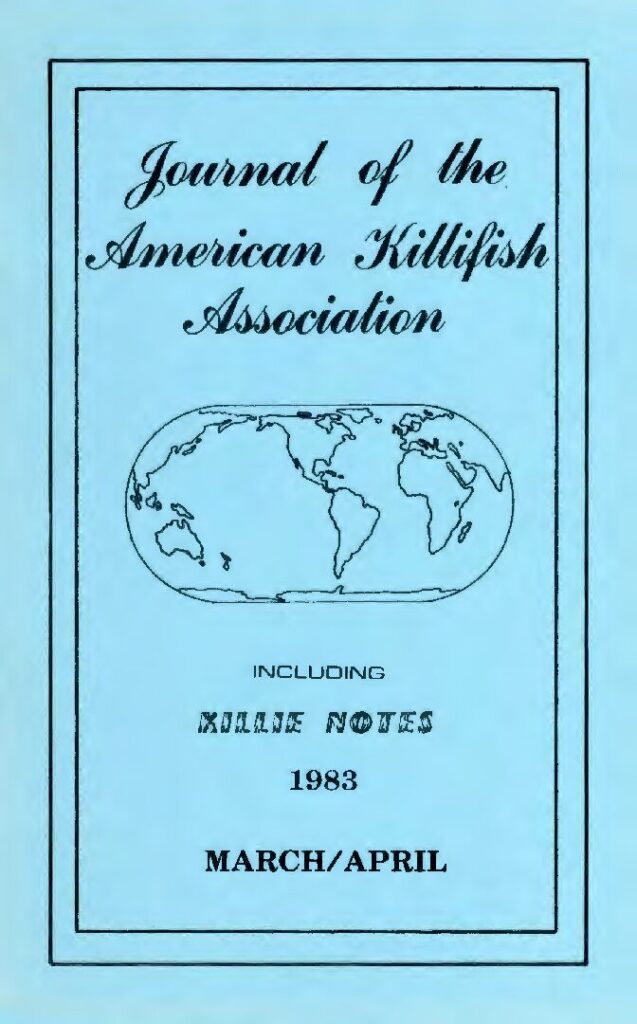 Journal of the
American Killifish
Association
INCLUDING
KILLIE NOTES
1983
MARCH/APRIL